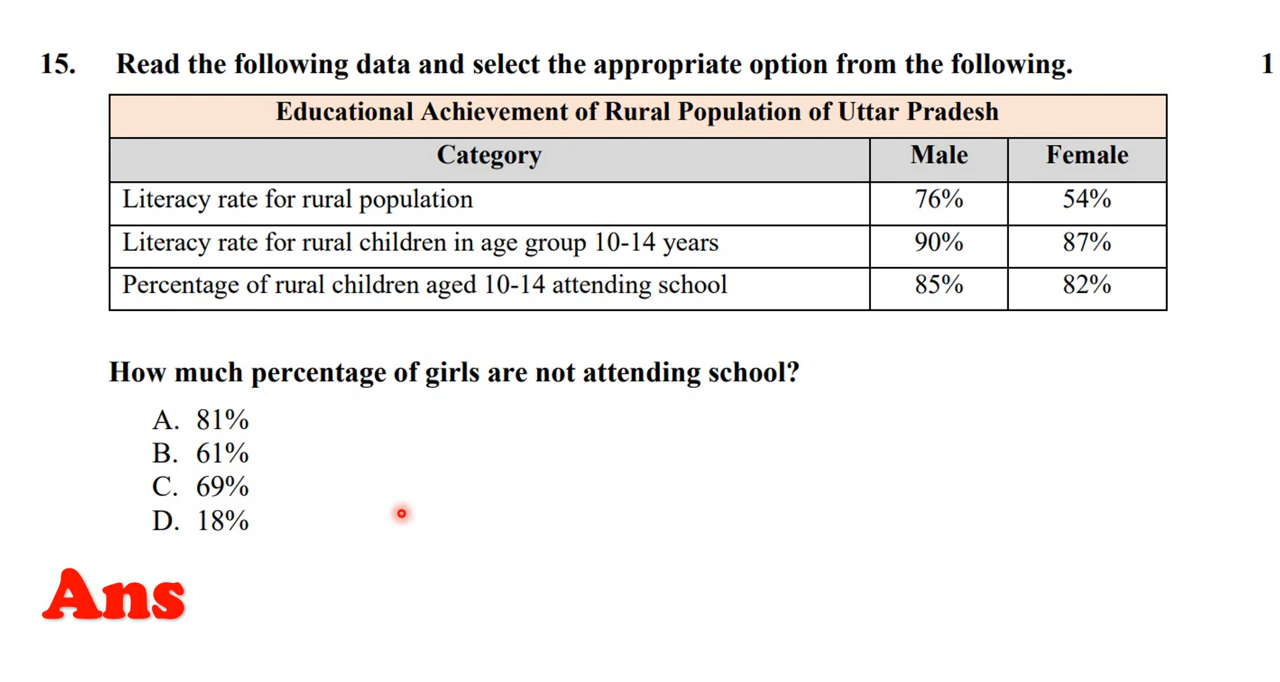 15. Read the following data and select the appropriate option from the following. 1
Educational Achievement of Rural Population of Uttar Pradesh
Category Male Female
Literacy rate for rural population 76% 54%
Literacy rate for rural children in age group 10-14 years 90% 87%
Percentage of rural children aged 10-14 attending school 85% 82%
How much percentage of girls are not attending school?
A. 81%
B. 61%
C. 69%
D. 18%
Ans